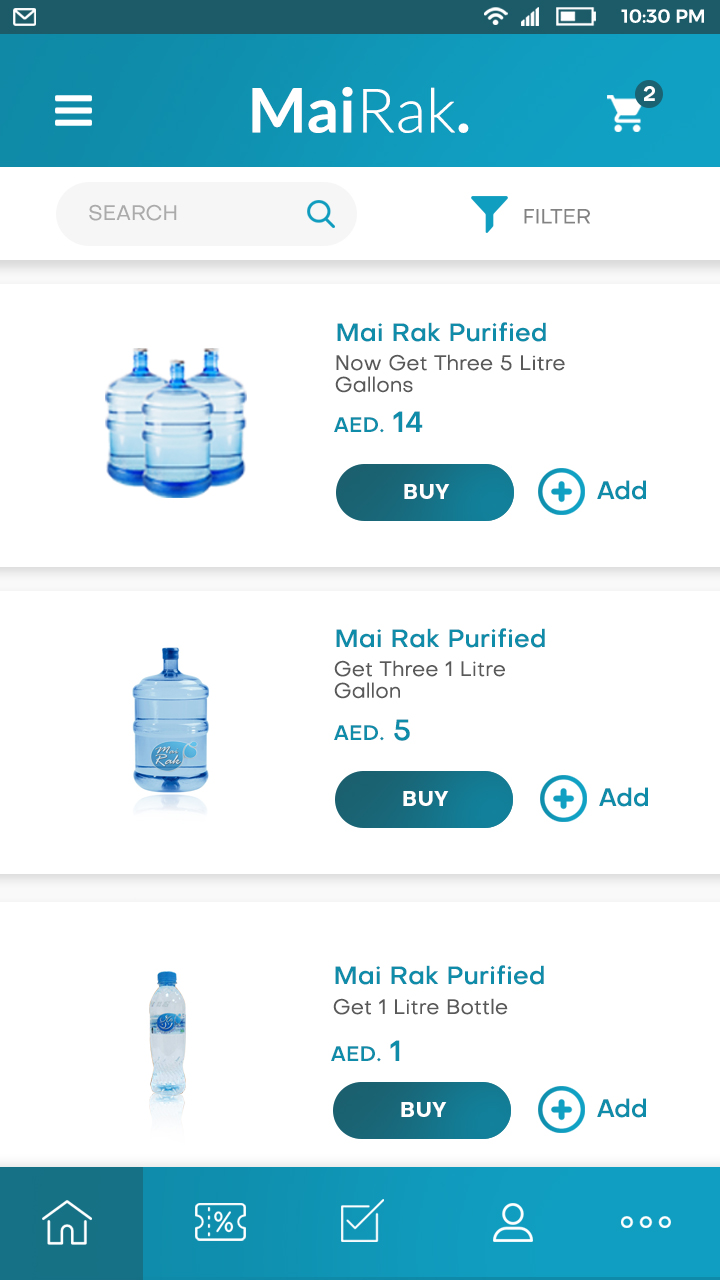 10:30 PM
MaiRak.
2
SEARCH
FILTER
Mai Rak Purified
Now Get Three 5 Litre
Gallons
AED. 14
BUY
Add
Mai Rak Purified
Get Three 1 Litre
Gallon
AED. 5
Mai
Rak
BUY
Add
Mai Rak Purified
Get 1 Litre Bottle
AED. 1
BUY
Add
%